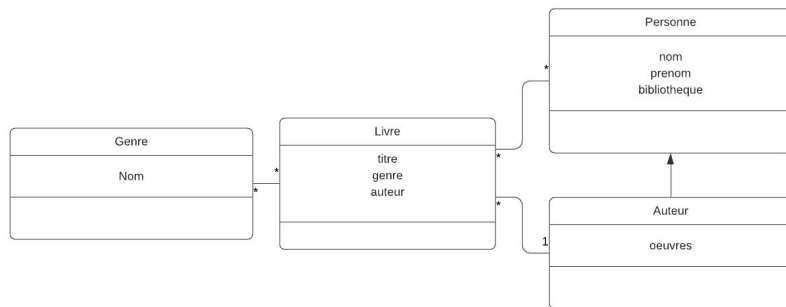 Personne
nom
prenom
bibliotheque
*
Livre
titre
genre
auteur
*
*
Genre
Nom
*
*
Auteur
oeuvres
1